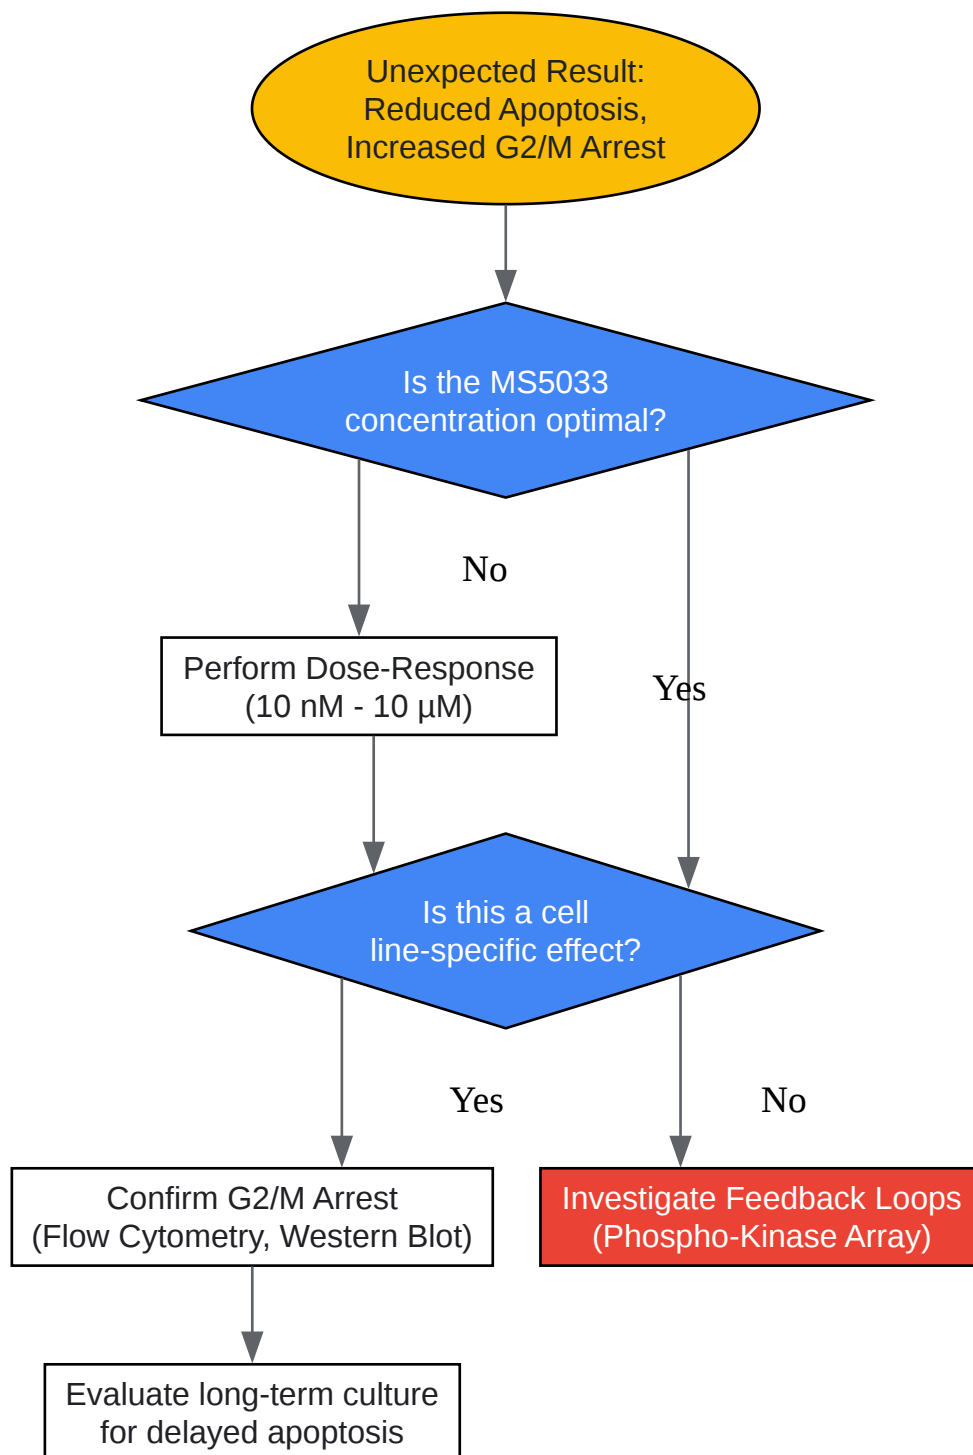 Unexpected Result:
Reduced Apoptosis,
Increased G2/M Arrest
Is the MS5033
concentration optimal?
No
Perform Dose-Response
(10 nM - 10 µM)
Yes
Is this a cell
line-specific effect?
Yes
No
Confirm G2/M Arrest
(Flow Cytometry, Western Blot)
Investigate Feedback Loops
(Phospho-Kinase Array)
Evaluate long-term culture
for delayed apoptosis